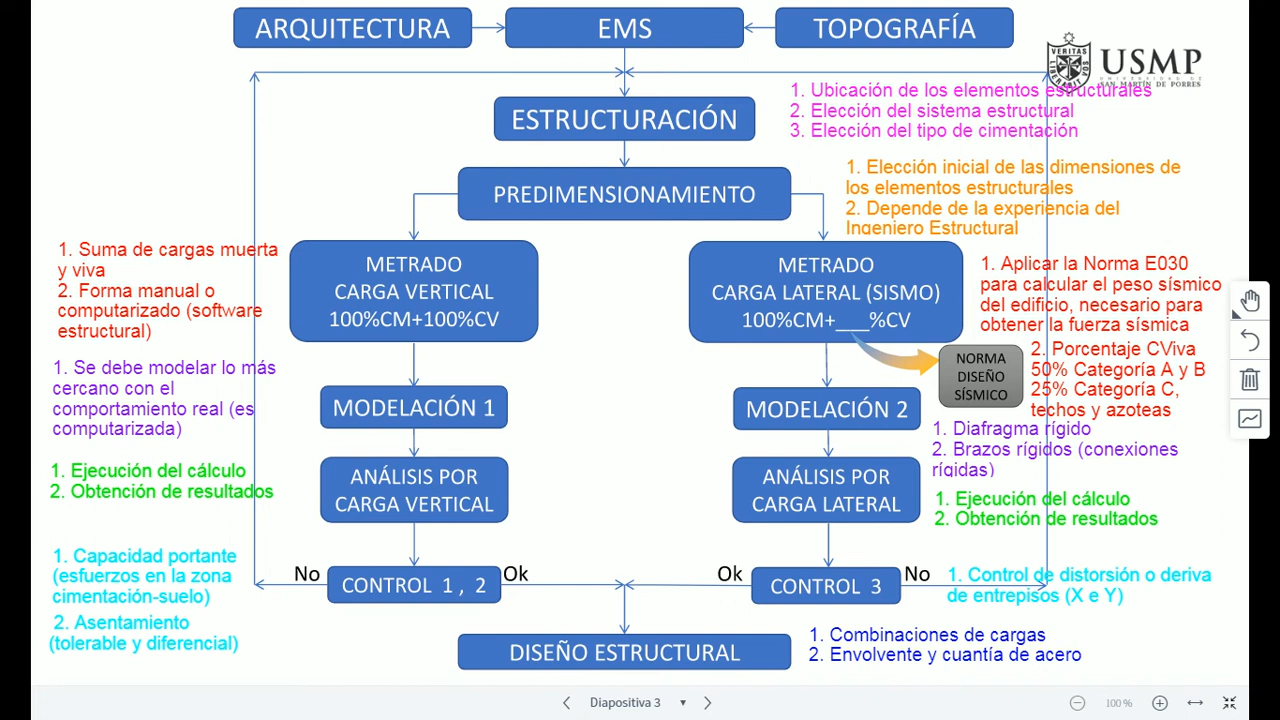 ARQUITECTURA
EMS
TOPOGRAFÍA
VERITAS LIBERABIT VOS
USMP
UNIVERSIDAD DE
SAN MARTIN DE PORRES
ESTRUCTURACIÓN
1. Ubicación de los elementos estructurales
2. Elección del sistema estructural
3. Elección del tipo de cimentación
PREDIMENSIONAMIENTO
1. Elección inicial de las dimensiones de
los elementos estructurales
2. Depende de la experiencia del
Ingeniero Estructural
1. Suma de cargas muerta
y viva
2. Forma manual o
computarizado (software
estructural)
METRADO
CARGA VERTICAL
100%CM+100%CV
METRADO
CARGA LATERAL (SISMO)
100%CM+___%CV
1. Aplicar la Norma E030
para calcular el peso sísmico
del edificio, necesario para
obtener la fuerza sísmica
NORMA
DISEÑO
SÍSMICO
2. Porcentaje CViva
50% Categoría A y B
25% Categoría C,
techos y azoteas
1. Se debe modelar lo más
cercano con el
comportamiento real (es
computarizada)
MODELACIÓN 1
MODELACIÓN 2
1. Diafragma rígido
2. Brazos rígidos (conexiones
rígidas)
1. Ejecución del cálculo
2. Obtención de resultados
ANÁLISIS POR
CARGA VERTICAL
ANÁLISIS POR
CARGA LATERAL
1. Ejecución del cálculo
2. Obtención de resultados
1. Capacidad portante
(esfuerzos en la zona
cimentación-suelo)
2. Asentamiento
(tolerable y diferencial)
No
CONTROL 1 , 2
Ok
Ok
CONTROL 3
No
1. Control de distorsión o deriva
de entrepisos (X e Y)
DISEÑO ESTRUCTURAL
1. Combinaciones de cargas
2. Envolvente y cuantía de acero
Diapositiva 3
100 %